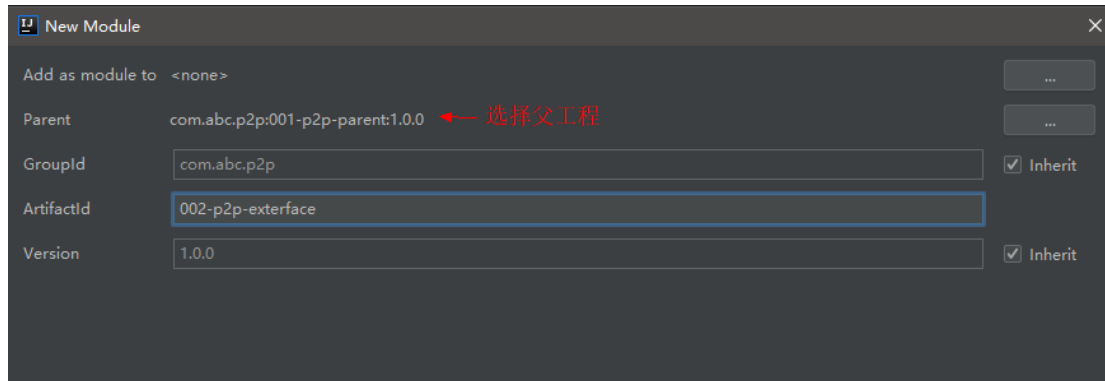 New Module
Add as module to <none> ...
Parent com.abc.p2p:001-p2p-parent:1.0.0 选择父工程 ...
GroupId com.abc.p2p Inherit
ArtifactId 002-p2p-exterface
Version 1.0.0 Inherit